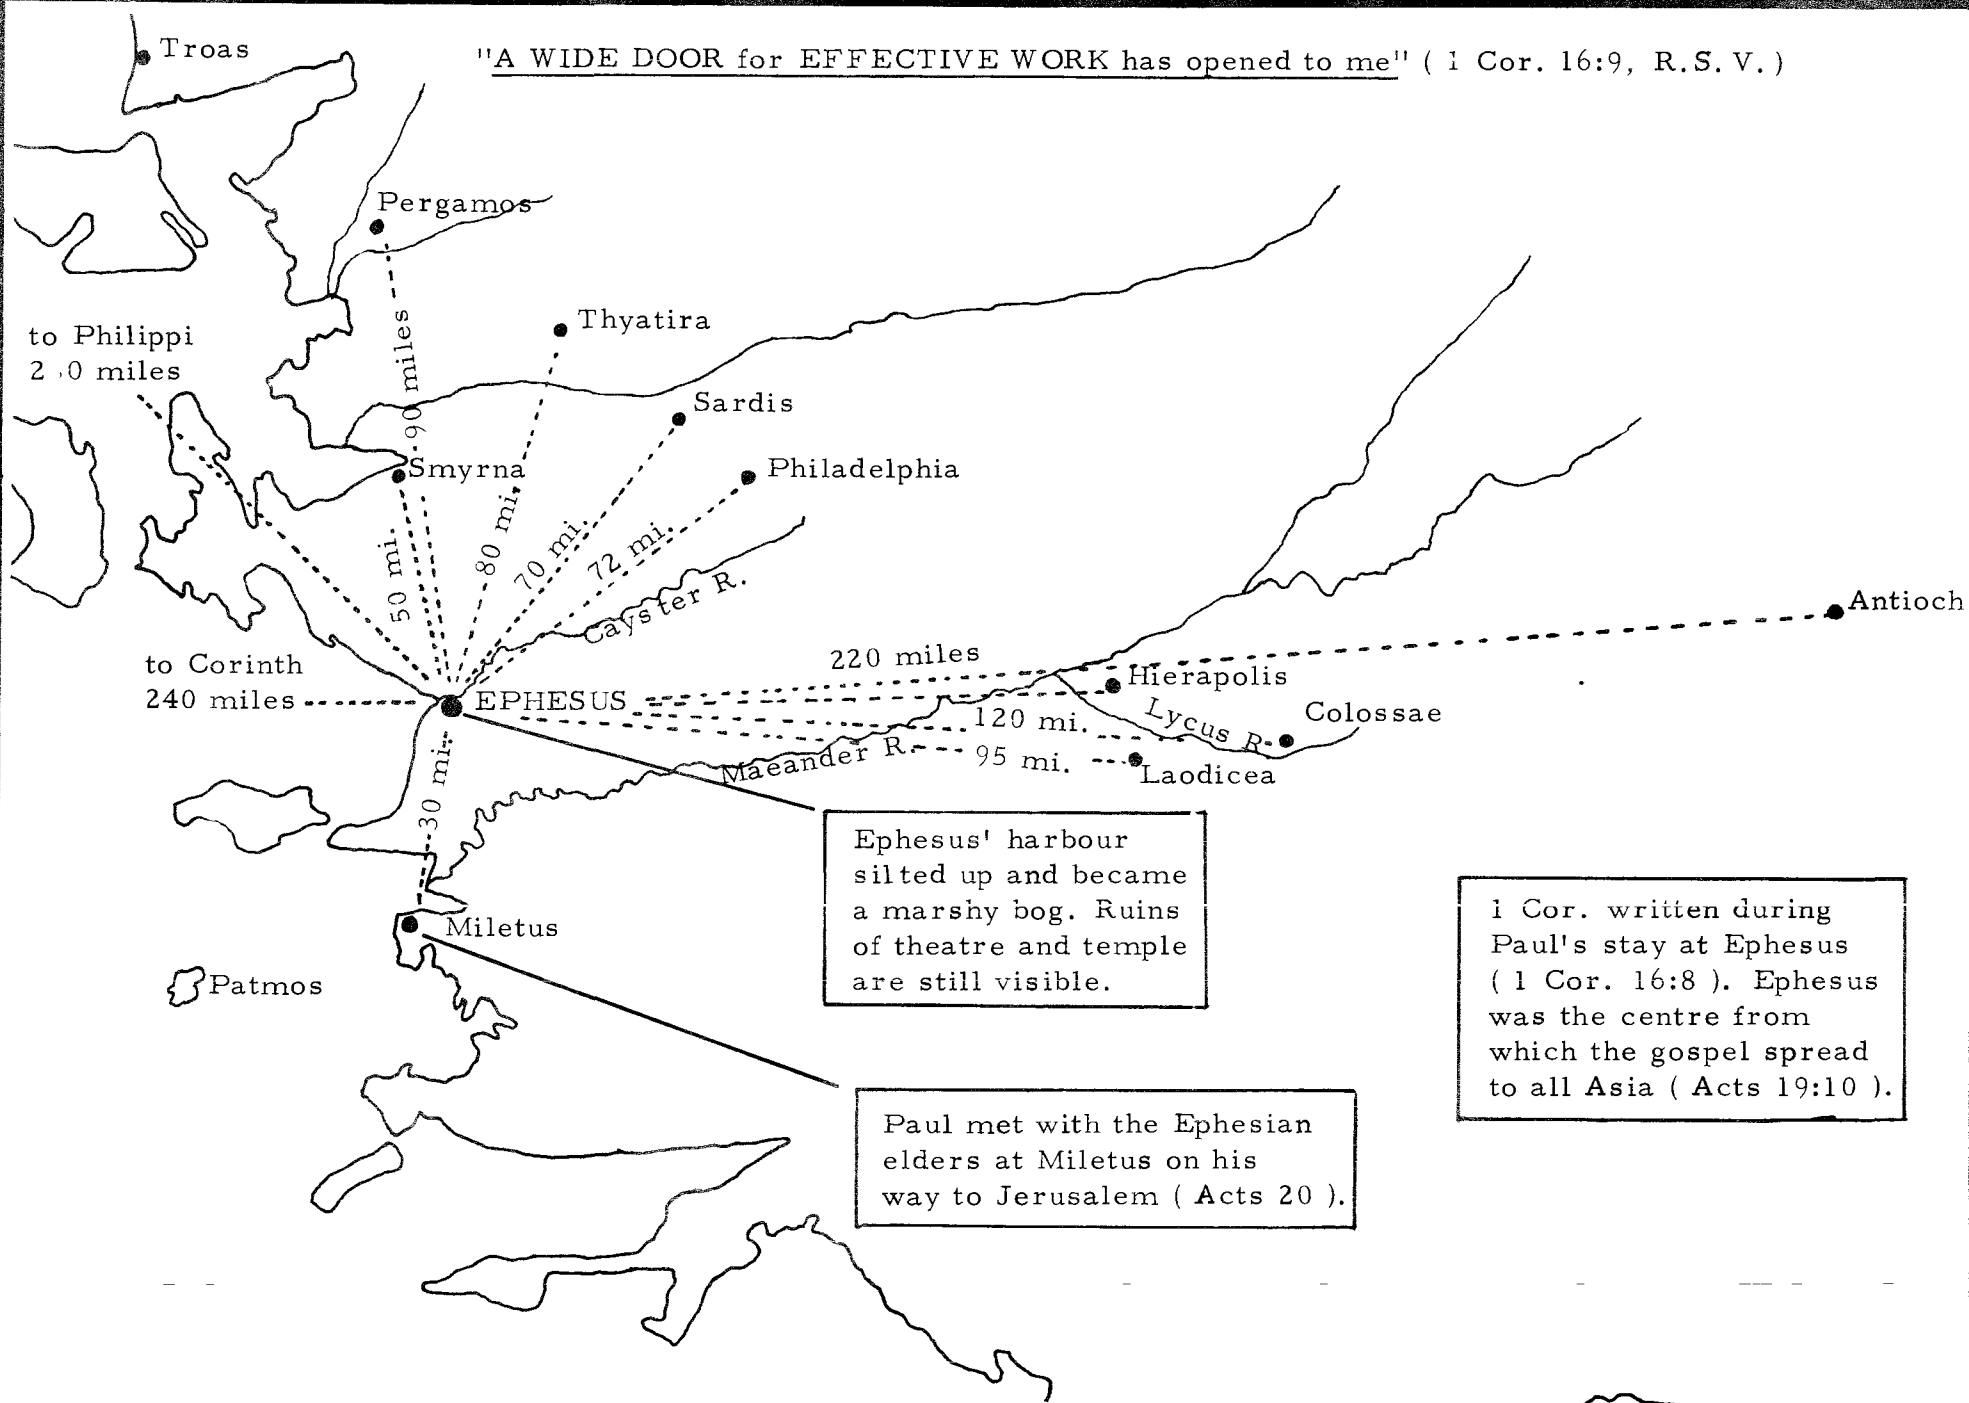 "A WIDE DOOR for EFFECTIVE WORK has opened to me" ( 1 Cor. 16:9, R.S.V. )
Troas
Pergamos
to Philippi
miles
90 miles
Thyatira
Sardis
Smyrna
Philadelphia
50 mi.
80 mi.
70 mi.
72 mi.
Cayster R.
Antioch
to Corinth
240 miles
EPHESUS
220 miles
Hierapolis
Lycus R.
Colossae
120 mi.
Maeander R.
95 mi.
Laodicea
30 mi.
Miletus
Patmos
Ephesus' harbour
silted up and became
a marshy bog. Ruins
of theatre and temple
are still visible.
1 Cor. written during
Paul's stay at Ephesus
( 1 Cor. 16:8 ). Ephesus
was the centre from
which the gospel spread
to all Asia ( Acts 19:10 ).
Paul met with the Ephesian
elders at Miletus on his
way to Jerusalem ( Acts 20 ).